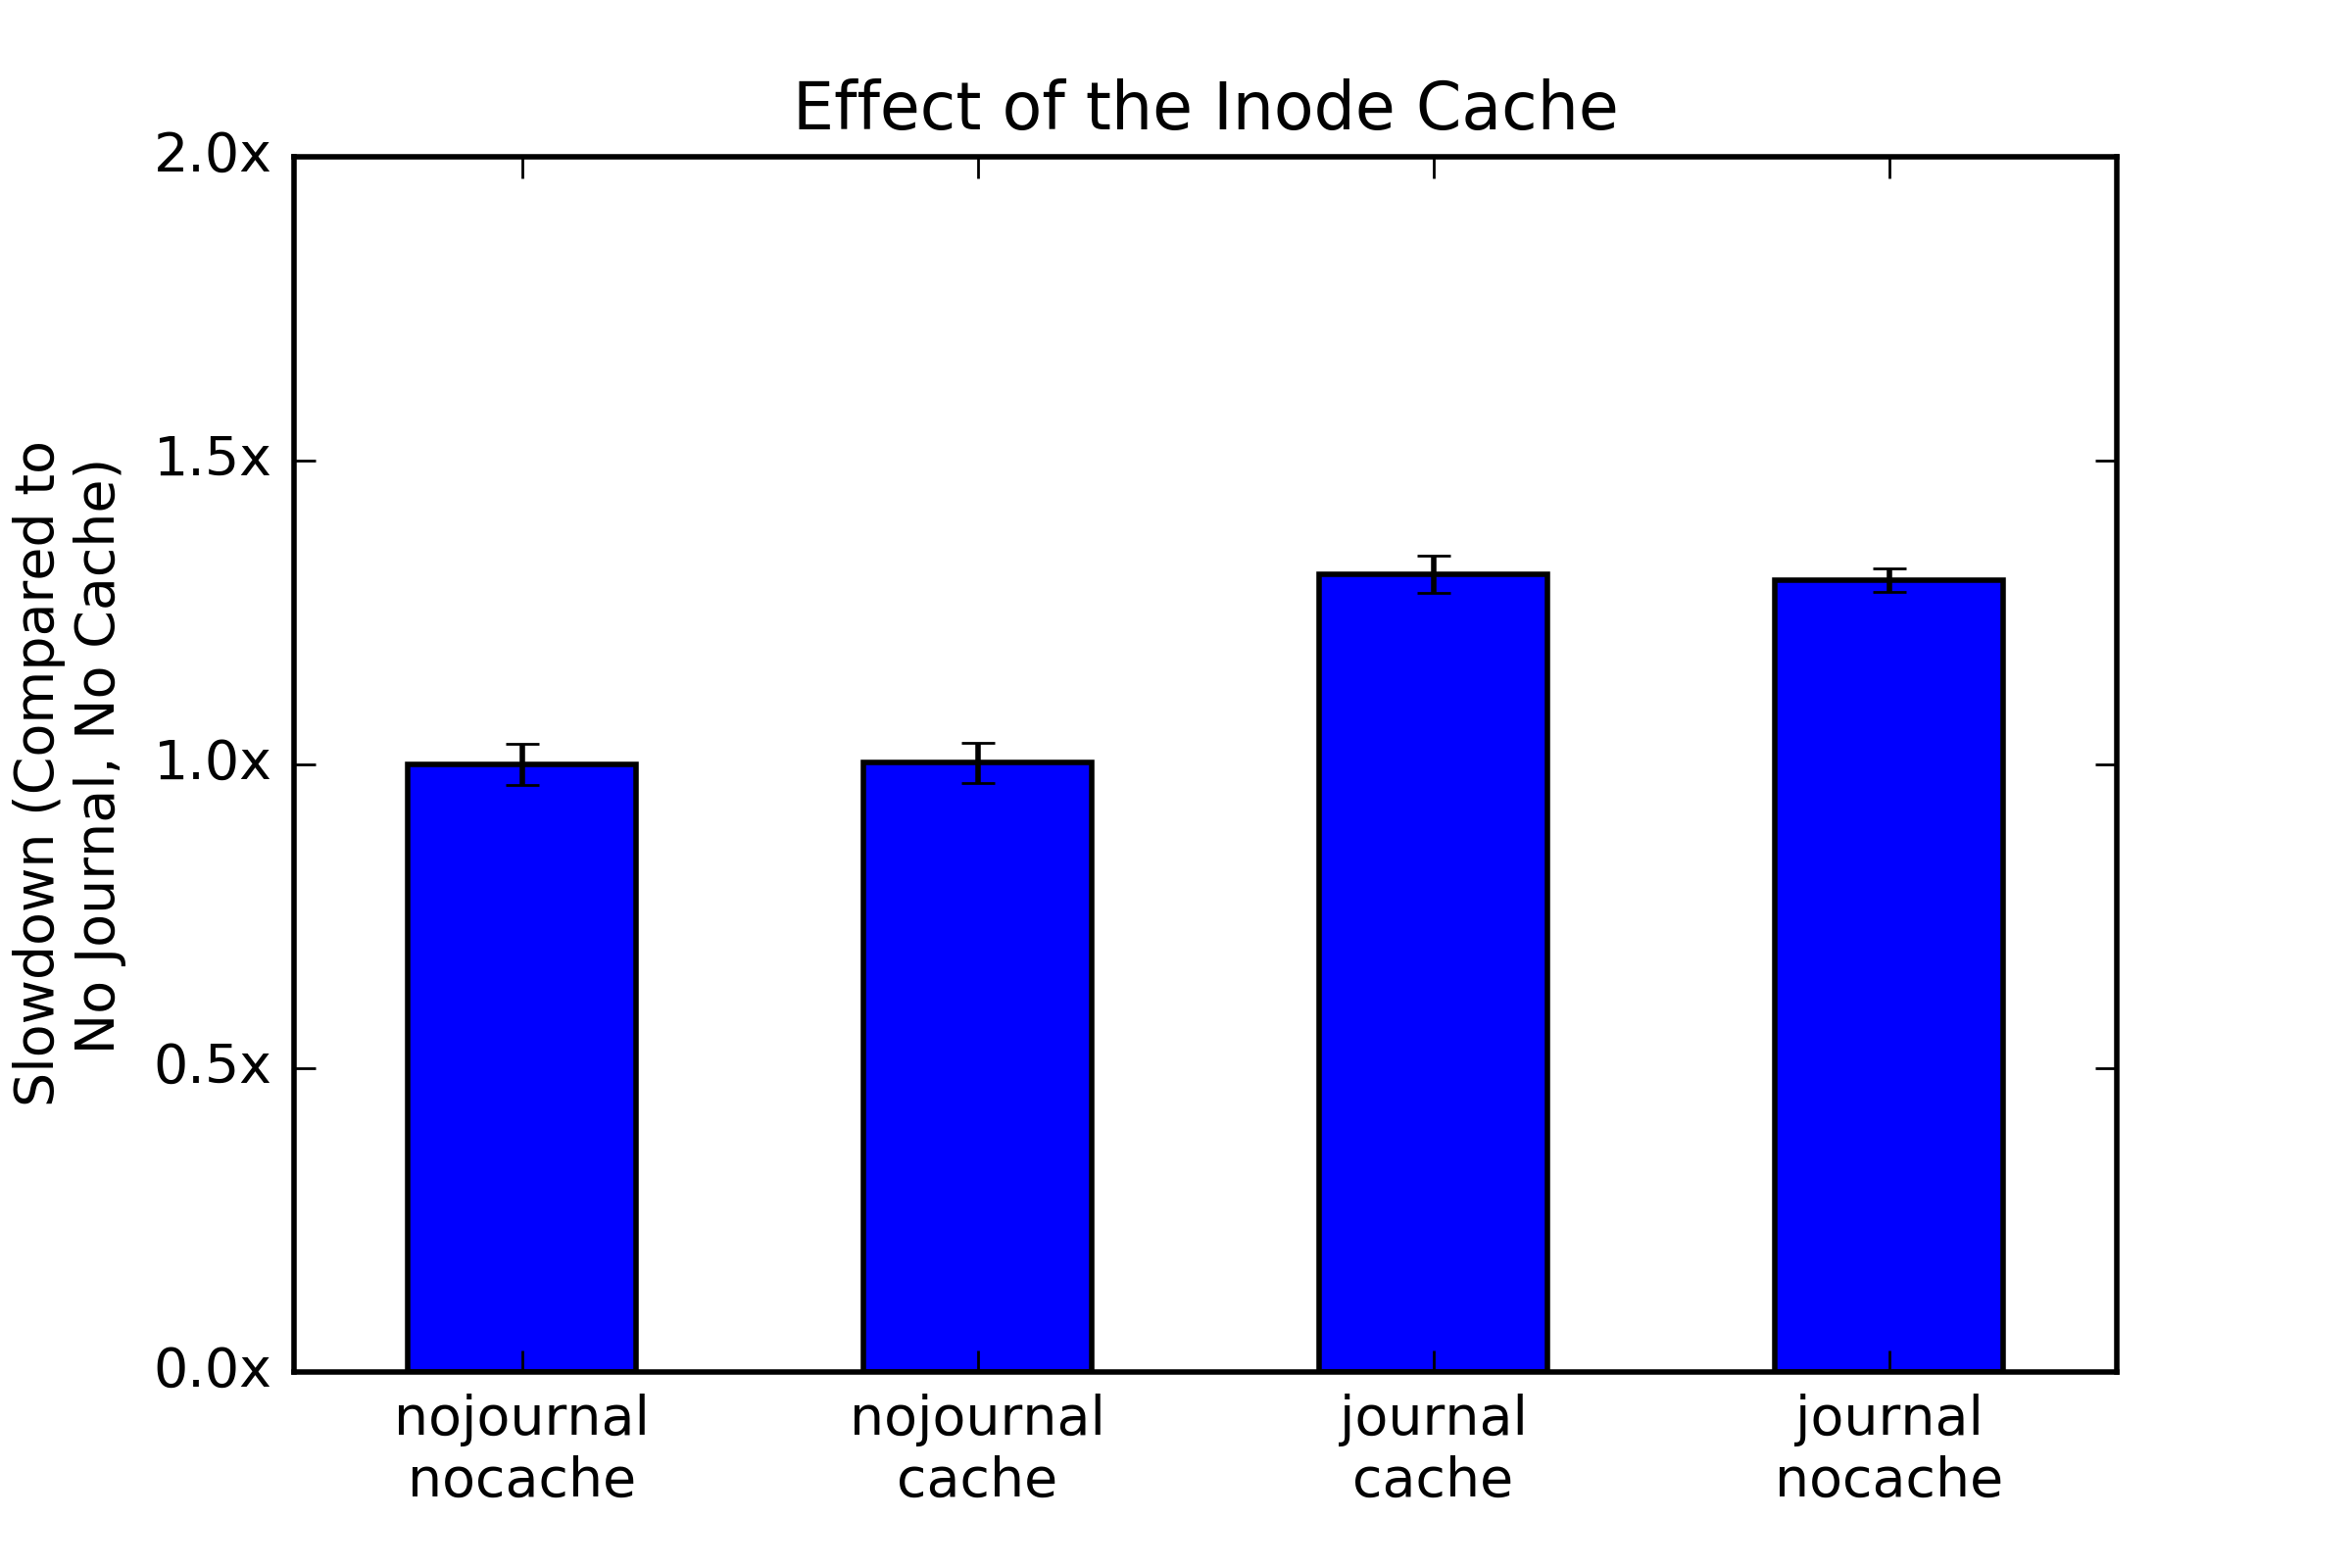 Effect of the Inode Cache
Slowdown (Compared to
No Journal, No Cache)
2.0x
1.5x
1.0x
0.5x
0.0x
nojournal
nocache
nojournal
cache
journal
cache
journal
nocache